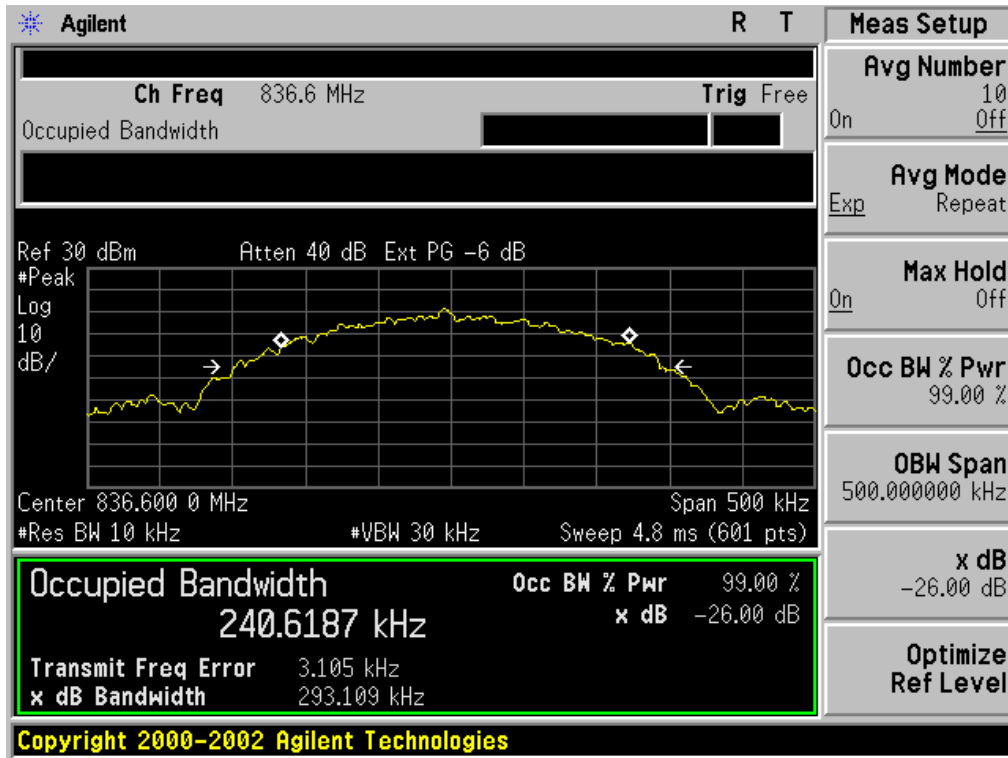 Agilent R T
Ch Freq 836.6 MHz Trig Free
Occupied Bandwidth
Ref 30 dBm Atten 40 dB Ext PG -6 dB
#Peak
Log
10
dB/
Center 836.600 0 MHz Span 500 kHz
#Res BW 10 kHz #VBW 30 kHz Sweep 4.8 ms (601 pts)
Occupied Bandwidth Occ BW % Pwr 99.00 %
240.6187 kHz x dB -26.00 dB
Transmit Freq Error 3.105 kHz
x dB Bandwidth 293.109 kHz
Copyright 2000-2002 Agilent Technologies
Meas Setup
Avg Number
10
On Off
Avg Mode
Exp Repeat
Max Hold
On Off
Occ BW % Pwr
99.00 %
OBW Span
500.000000 kHz
x dB
-26.00 dB
Optimize
Ref Level